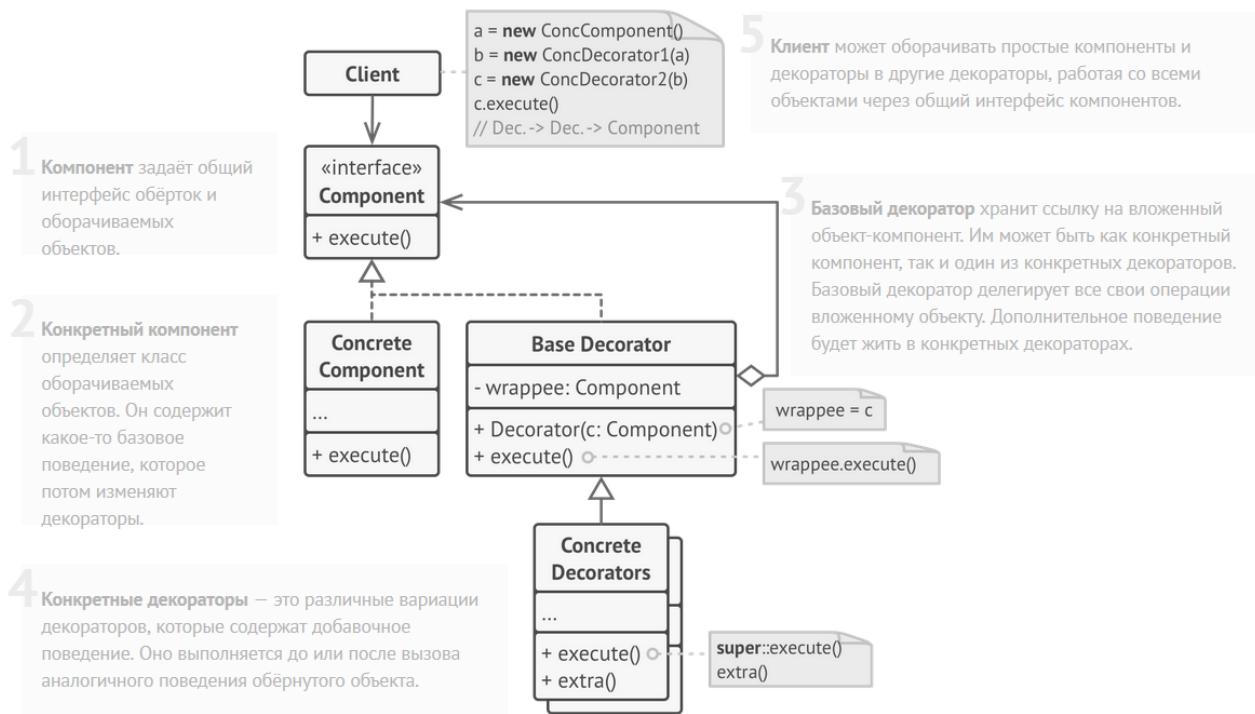 Client
a = new ConcComponent()
b = new ConcDecorator1(a)
c = new ConcDecorator2(b)
c.execute()
// Dec. -> Dec. -> Component
5
Клиент может оборачивать простые компоненты и
декораторы в другие декораторы, работая со всеми
объектами через общий интерфейс компонентов.
1
Компонент задаёт общий
интерфейс обёрток и
оборачиваемых
объектов.
«interface»
Component
+ execute()
3
Базовый декоратор хранит ссылку на вложенный
объект-компонент. Им может быть как конкретный
компонент, так и один из конкретных декораторов.
Базовый декоратор делегирует все свои операции
вложенному объекту. Дополнительное поведение
будет жить в конкретных декораторах.
2
Конкретный компонент
определяет класс
оборачиваемых
объектов. Он содержит
какое-то базовое
поведение, которое
потом изменяют
декораторы.
Concrete
Component
...
+ execute()
Base Decorator
- wrappee: Component
+ Decorator(c: Component)
+ execute()
wrappee = c
wrappee.execute()
4
Конкретные декораторы — это различные вариации
декораторов, которые содержат добавочное
поведение. Оно выполняется до или после вызова
аналогичного поведения обёрнутого объекта.
Concrete
Decorators
...
+ execute()
+ extra()
super::execute()
extra()